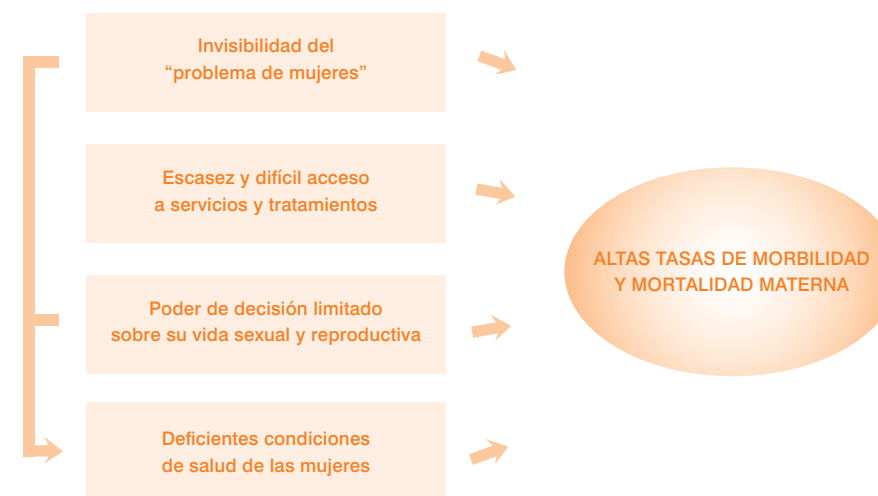 Invisibilidad del
“problema de mujeres”
Escasez y difícil acceso
a servicios y tratamientos
Poder de decisión limitado
sobre su vida sexual y reproductiva
Deficientes condiciones
de salud de las mujeres
ALTAS TASAS DE MORBILIDAD
Y MORTALIDAD MATERNA